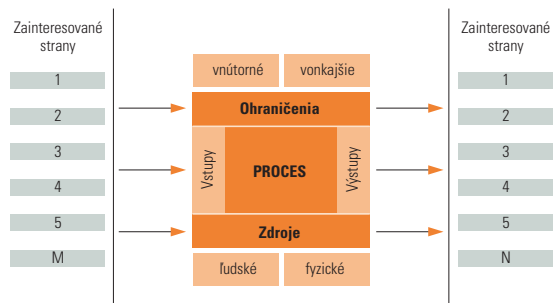 Zainteresované
strany
1
2
3
4
5
M
vnútorné
vonkajšie
Ohraničenia
Vstupy
PROCES
Výstupy
Zdroje
ľudské
fyzické
Zainteresované
strany
1
2
3
4
5
N